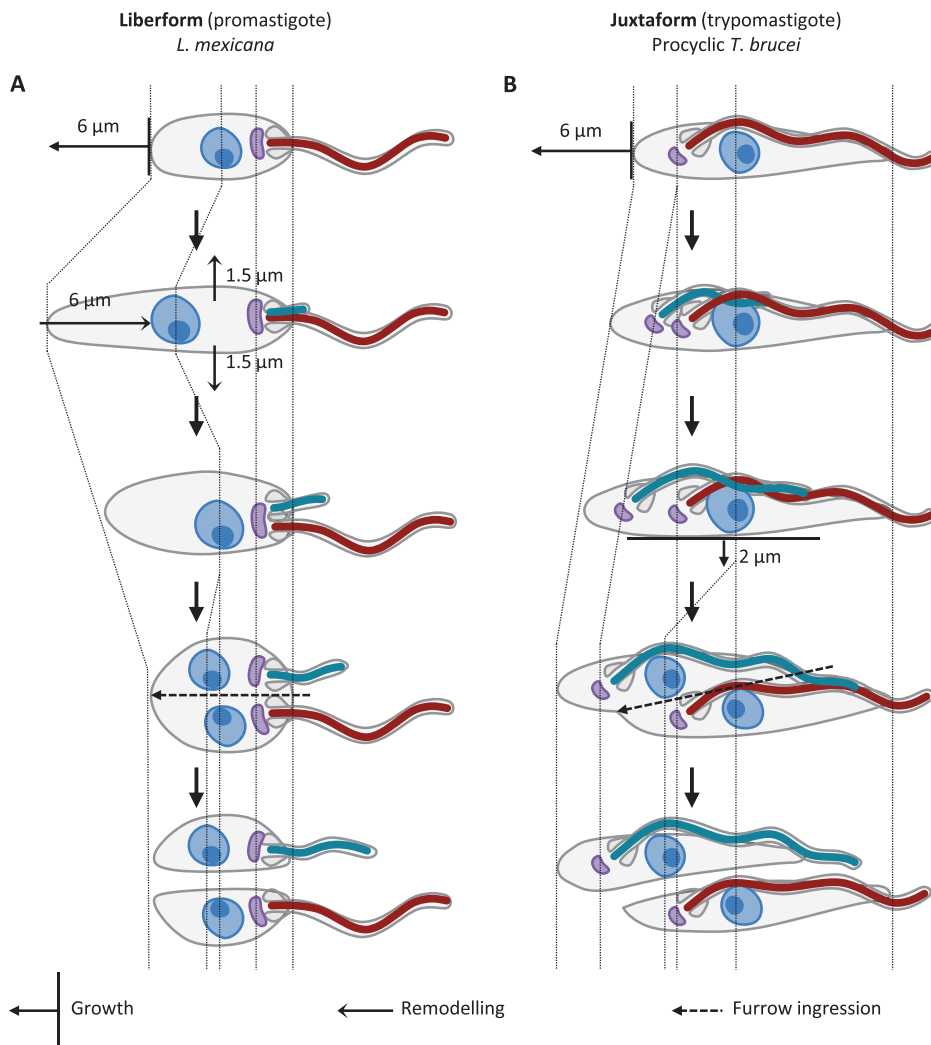 Liberform (promastigote)
L. mexicana
Juxtaform (trypomastigote)
Procyclic T. brucei
A
B
6 µm
6 µm
1.5 µm
6 µm
1.5 µm
2 µm
Growth
Remodelling
Furrow ingression